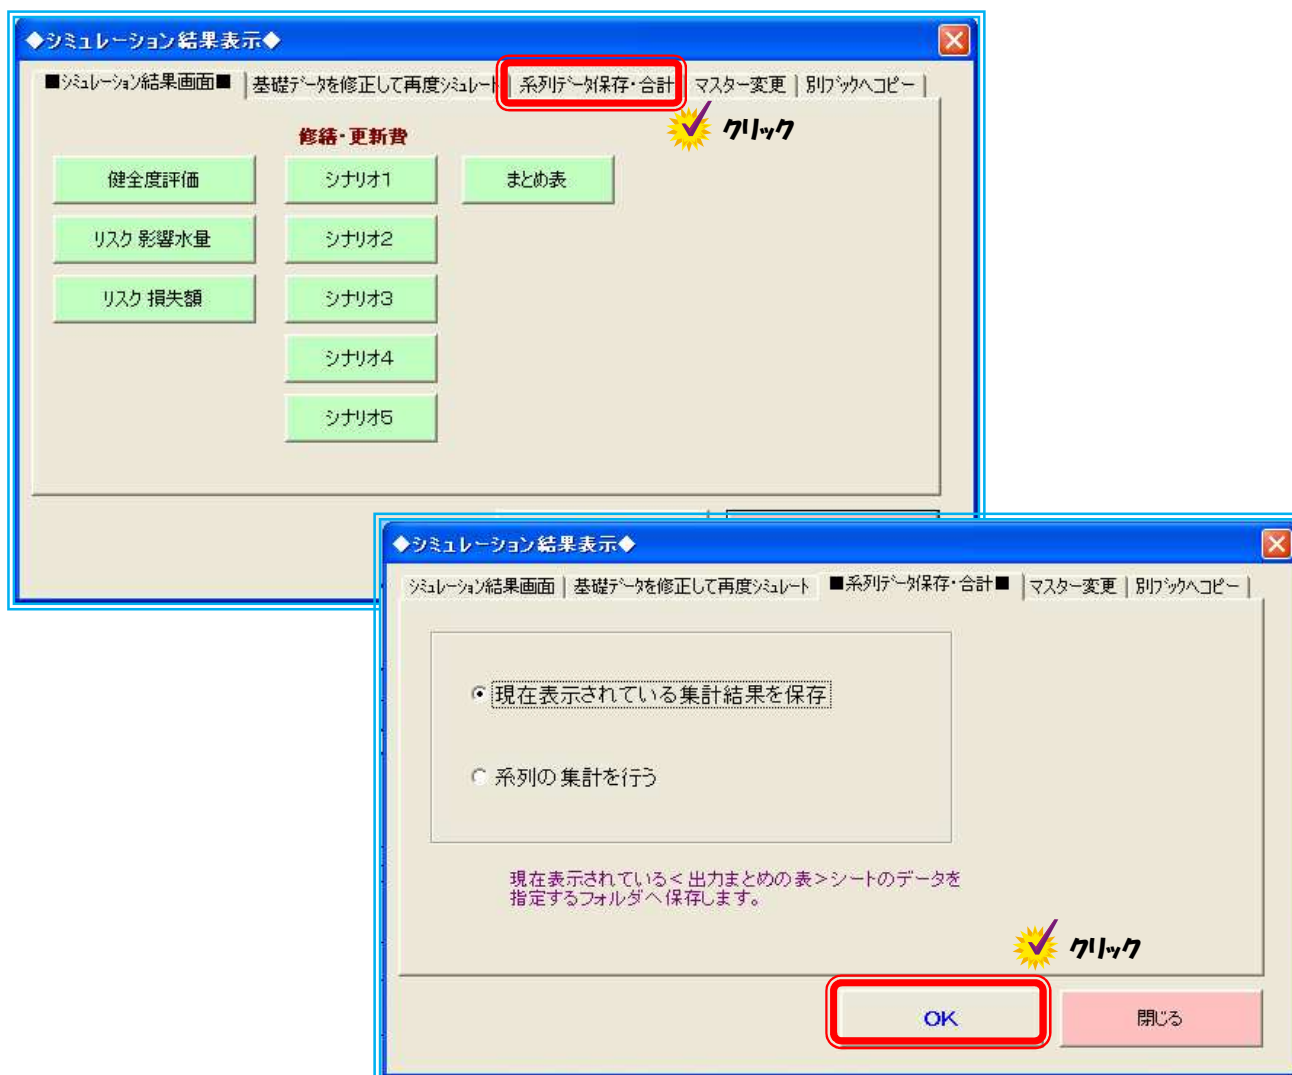 ◆シミュレーション結果表示◆
■シミュレーション結果画面■ 基礎データを修正して再度シミュレート 系列データ保存・合計 マスター変更 別ブックへコピー
クリック
修繕・更新費
健全度評価 シナリオ1 まとめ表
リスク 影響水量 シナリオ2
リスク 損失額 シナリオ3
シナリオ4
シナリオ5
◆シミュレーション結果表示◆
シミュレーション結果画面 基礎データを修正して再度シミュレート ■系列データ保存・合計■ マスター変更 別ブックへコピー
現在表示されている集計結果を保存
系列の集計を行う
現在表示されている<出力まとめの表>シートのデータを
指定するフォルダへ保存します。
クリック
OK 閉じる